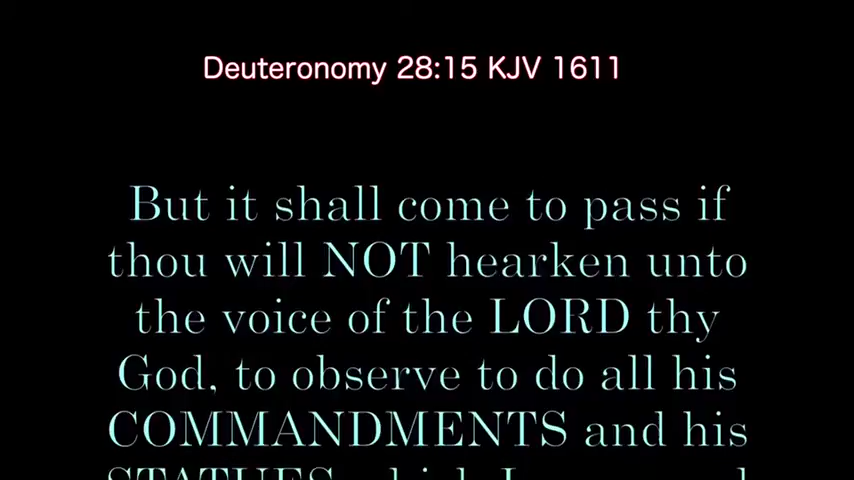 Deuteronomy 28:15 KJV 1611
But it shall come to pass if
thou will NOT hearken unto
the voice of the LORD thy
God, to observe to do all his
COMMANDMENTS and his